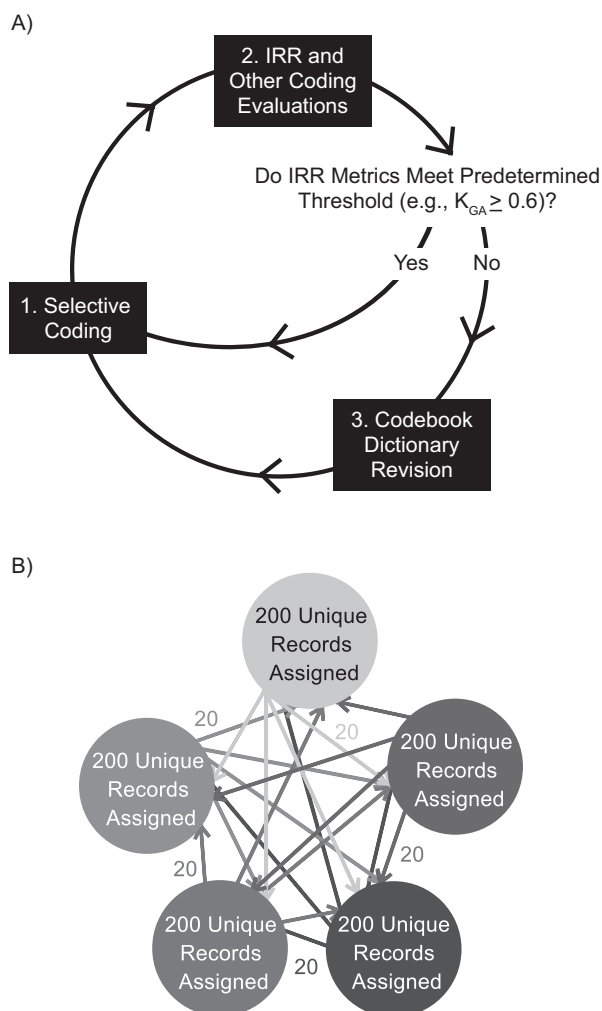 A)
2. IRR and
Other Coding
Evaluations
Do IRR Metrics Meet Predetermined
Threshold (e.g., KGA ≥ 0.6)?
Yes
No
1. Selective
Coding
3. Codebook
Dictionary
Revision
B)
200 Unique
Records
Assigned
20
20
200 Unique
Records
Assigned
200 Unique
Records
Assigned
20
20
200 Unique
Records
Assigned
200 Unique
Records
Assigned
20